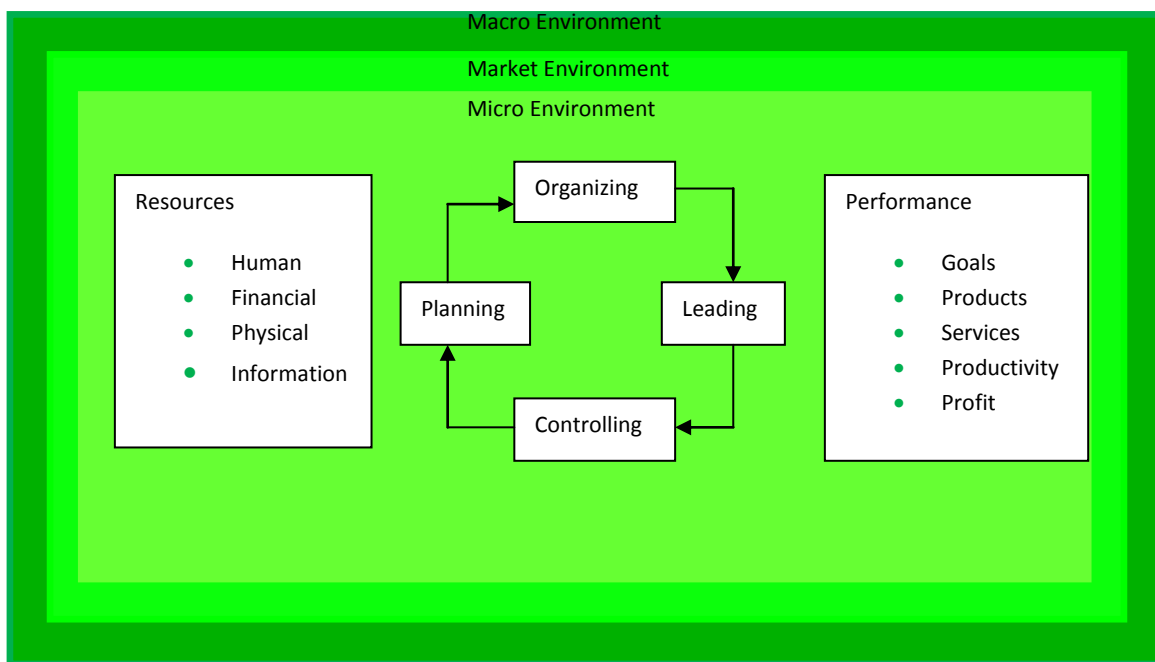 Macro Environment
Market Environment
Micro Environment
Resources
Human
Financial
Physical
Information
Organizing
Planning
Leading
Controlling
Performance
Goals
Products
Services
Productivity
Profit